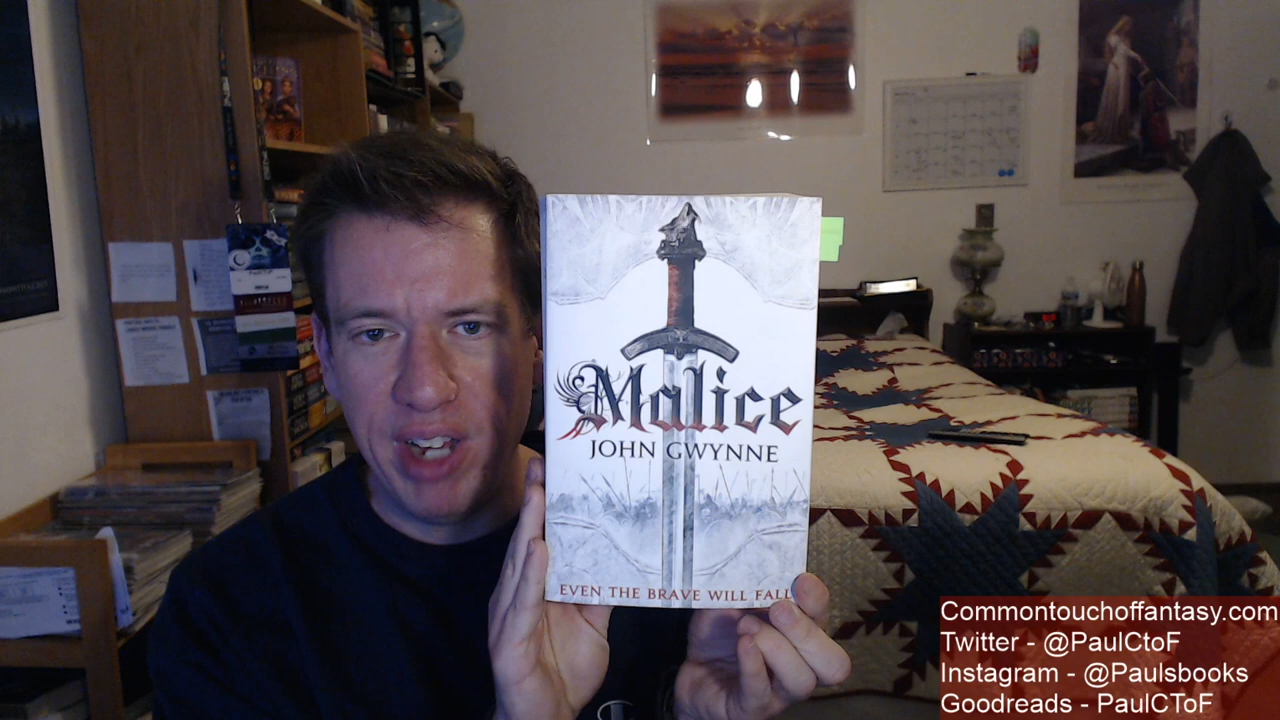 Malice
JOHN GWYNNE
EVEN THE BRAVE WILL FALL
Commontouchoffantasy.com
Twitter - @PaulCtoF
Instagram - @Paulsbooks
Goodreads - PaulCToF